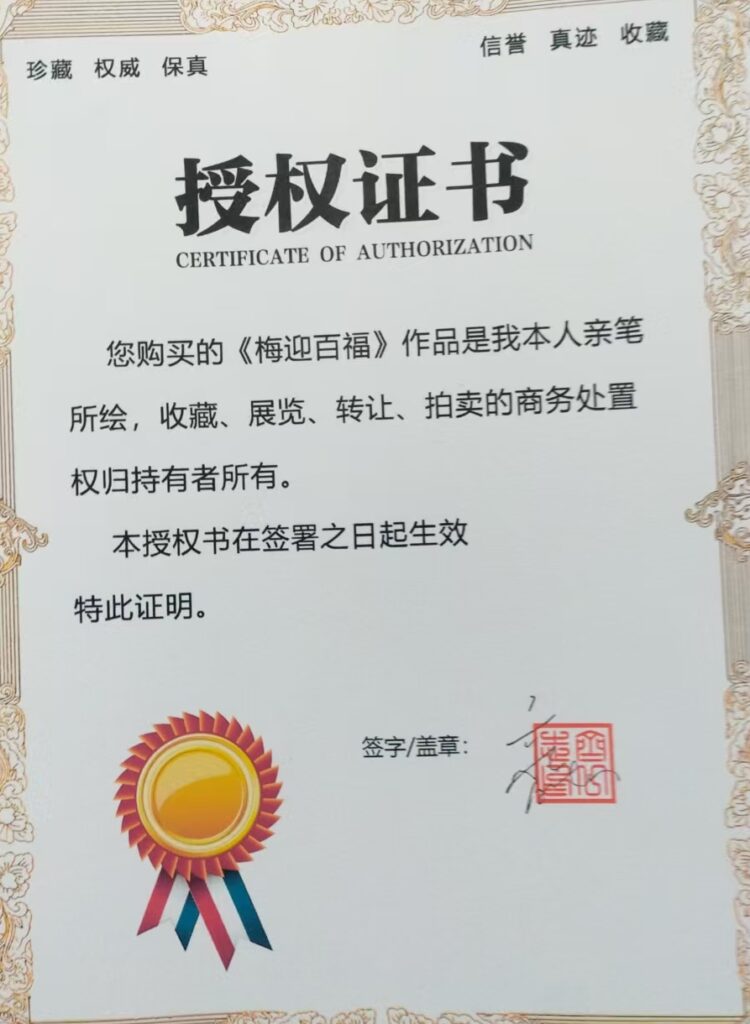 珍藏 权威 保真
信誉 真迹 收藏
授权证书
CERTIFICATE OF AUTHORIZATION
您购买的《梅迎百福》作品是我本人亲笔
所绘，收藏、展览、转让、拍卖的商务处置
权归持有者所有。
本授权书在签署之日起生效
特此证明。
签字/盖章：